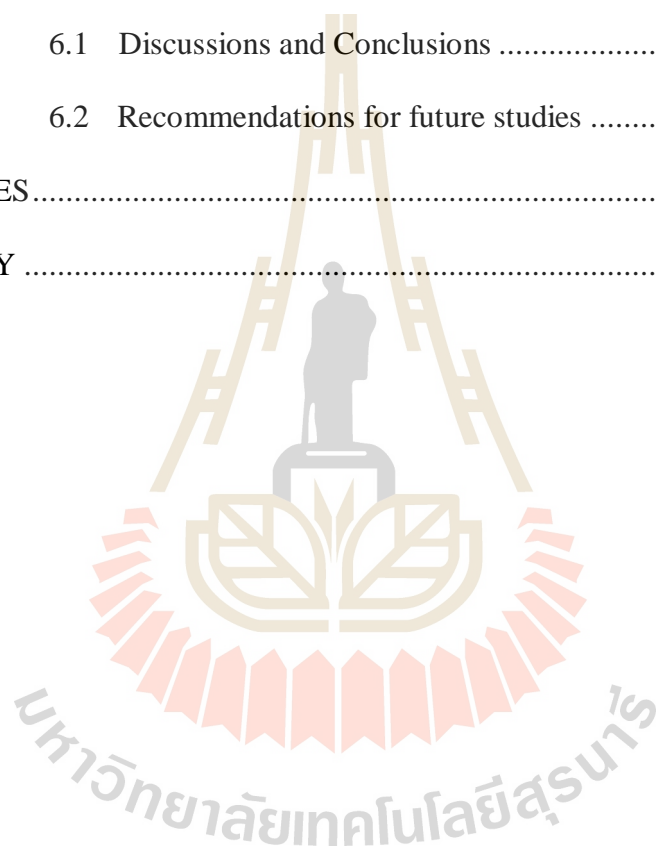 6.1 Discussions and Conclusions ...................
6.2 Recommendations for future studies ........
ES...........................................................................
Y ............................................................................
มหาวิทยาลัยเทคโนโลยีสุรนารี